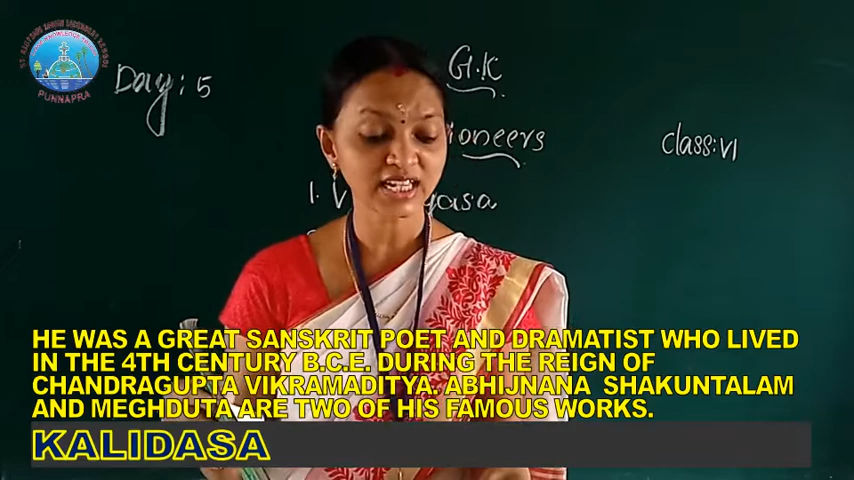 PUNNAPRA
Day: 5
G.K
ioneers
class: VI
1. V yasa
HE WAS A GREAT SANSKRIT POET AND DRAMATIST WHO LIVED
IN THE 4TH CENTURY B.C.E. DURING THE REIGN OF
CHANDRAGUPTA VIKRAMADITYA. ABHIJNANA SHAKUNTALAM
AND MEGHDUTA ARE TWO OF HIS FAMOUS WORKS.
KALIDASA